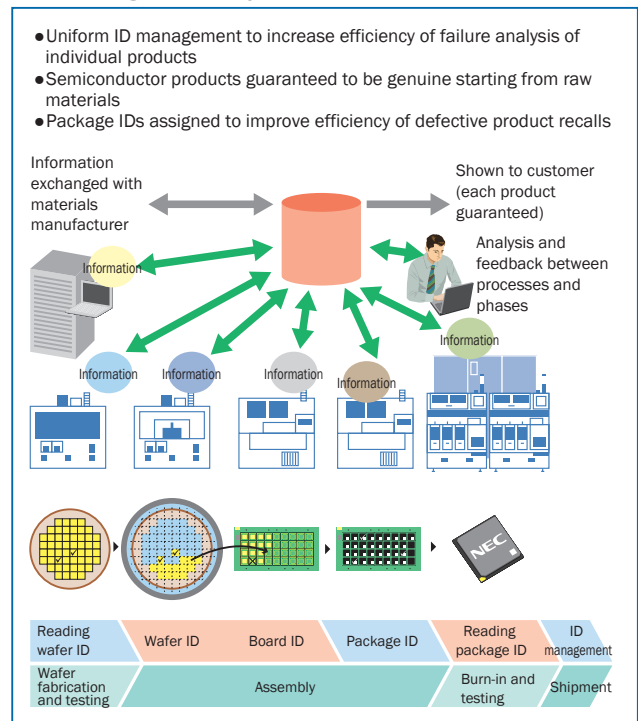 ●Uniform ID management to increase efficiency of failure analysis of
individual products
●Semiconductor products guaranteed to be genuine starting from raw
materials
●Package IDs assigned to improve efficiency of defective product recalls
Information
exchanged with
materials
manufacturer
Shown to customer
(each product
guaranteed)
Analysis and
feedback between
processes and
phases
Information
Information
Information
Information
Information
Information
NEC
Reading
wafer ID
Wafer ID
Board ID
Package ID
Reading
package ID
ID
management
Wafer
fabrication
and testing
Assembly
Burn-in and
testing
Shipment